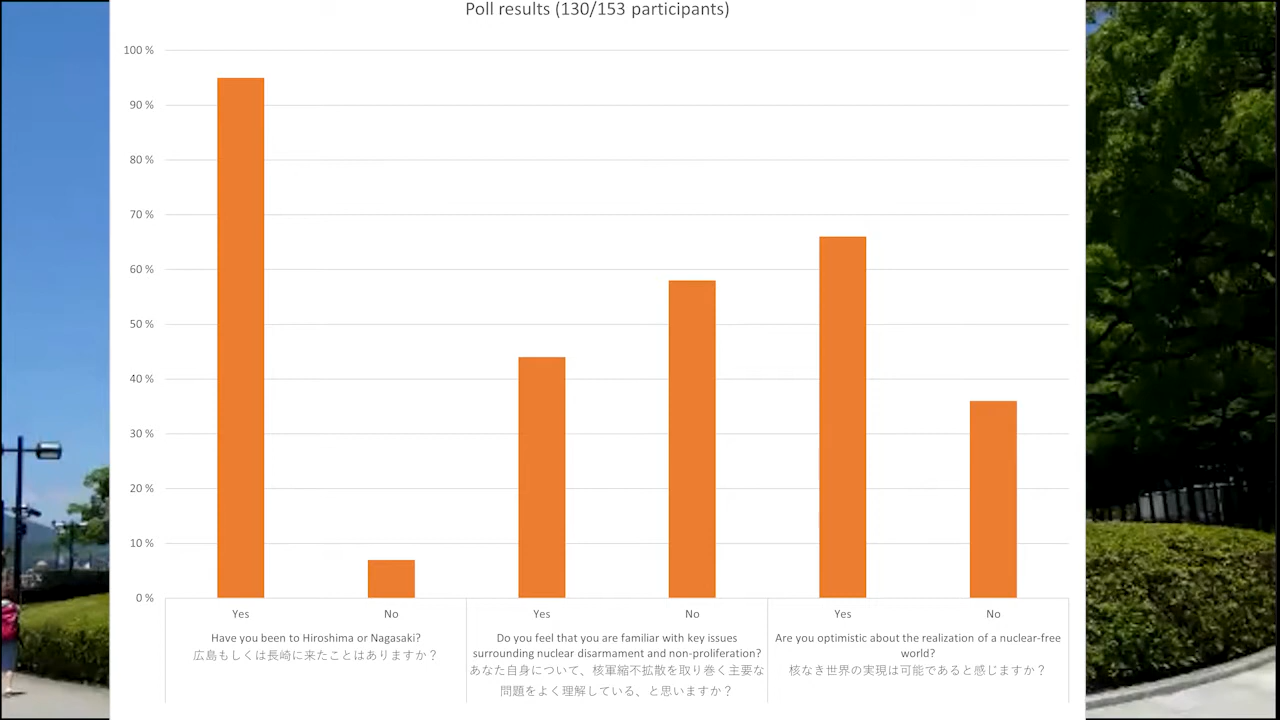 Poll results (130/153 participants)
100 %
90 %
80 %
70 %
60 %
50 %
40 %
30 %
20 %
10 %
0 %
Yes
No
Yes
No
Yes
No
Have you been to Hiroshima or Nagasaki?
広島もしくは長崎に来たことはありますか？
Do you feel that you are familiar with key issues
surrounding nuclear disarmament and non-proliferation?
あなた自身について、核軍縮不拡散を取り巻く主要な
問題をよく理解している、と思いますか？
Are you optimistic about the realization of a nuclear-free
world?
核なき世界の実現は可能であると感じますか？